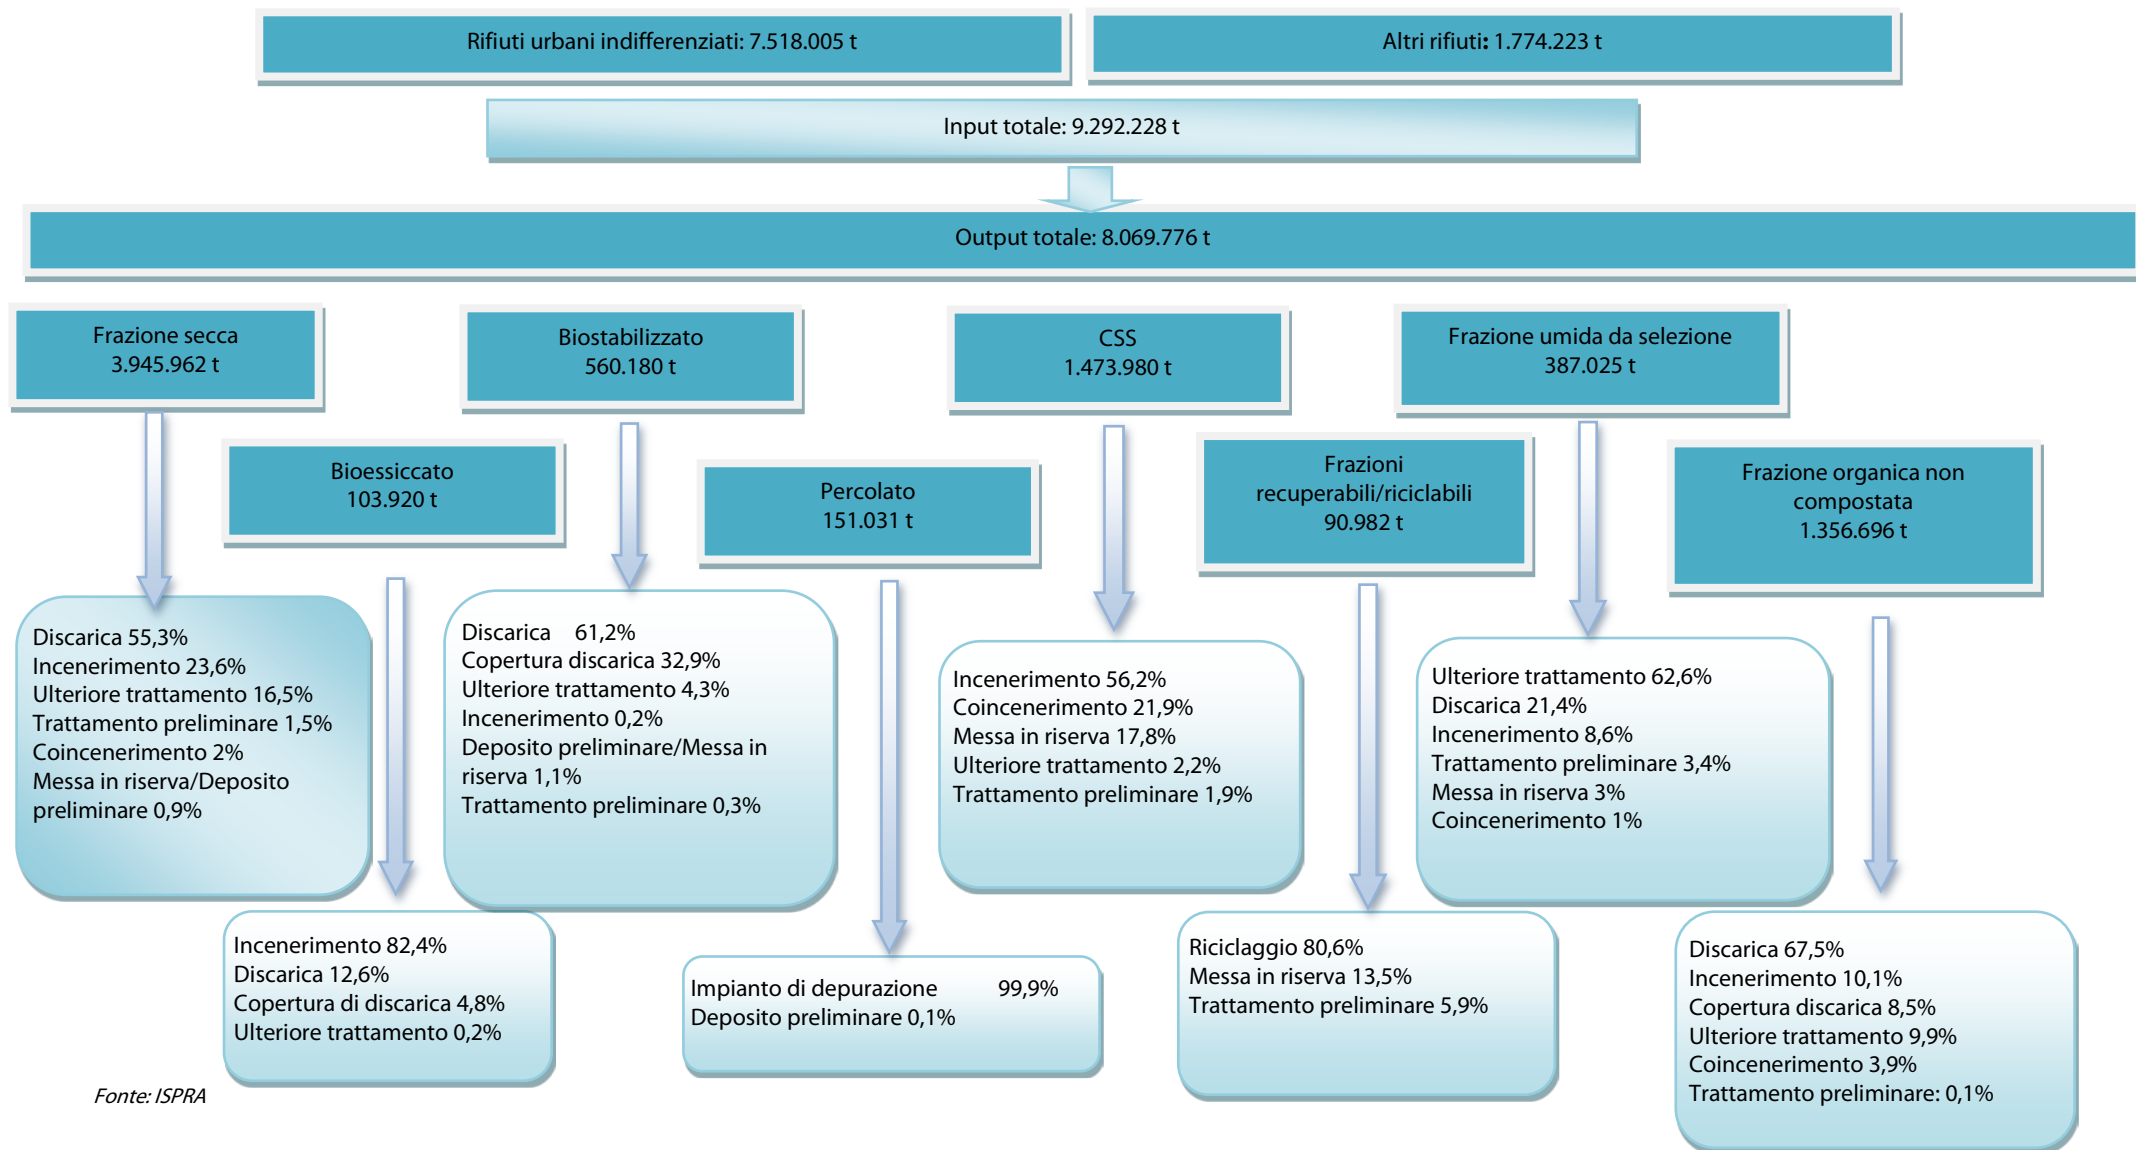 Rifiuti urbani indifferenziati: 7.518.005 t
Altri rifiuti: 1.774.223 t
Input totale: 9.292.228 t
Output totale: 8.069.776 t
Frazione secca
3.945.962 t
Biostabilizzato
560.180 t
CSS
1.473.980 t
Frazione umida da selezione
387.025 t
Bioessiccato
103.920 t
Percolato
151.031 t
Frazioni
recuperabili/riciclabili
90.982 t
Frazione organica non
compostata
1.356.696 t
Discarica 55,3%
Incenerimento 23,6%
Ulteriore trattamento 16,5%
Trattamento preliminare 1,5%
Coincenerimento 2%
Messa in riserva/Deposito
preliminare 0,9%
Discarica 61,2%
Copertura discarica 32,9%
Ulteriore trattamento 4,3%
Incenerimento 0,2%
Deposito preliminare/Messa in
riserva 1,1%
Trattamento preliminare 0,3%
Incenerimento 56,2%
Coincenerimento 21,9%
Messa in riserva 17,8%
Ulteriore trattamento 2,2%
Trattamento preliminare 1,9%
Ulteriore trattamento 62,6%
Discarica 21,4%
Incenerimento 8,6%
Trattamento preliminare 3,4%
Messa in riserva 3%
Coincenerimento 1%
Incenerimento 82,4%
Discarica 12,6%
Copertura di discarica 4,8%
Ulteriore trattamento 0,2%
Impianto di depurazione 99,9%
Deposito preliminare 0,1%
Riciclaggio 80,6%
Messa in riserva 13,5%
Trattamento preliminare 5,9%
Discarica 67,5%
Incenerimento 10,1%
Copertura discarica 8,5%
Ulteriore trattamento 9,9%
Coincenerimento 3,9%
Trattamento preliminare: 0,1%
Fonte: ISPRA